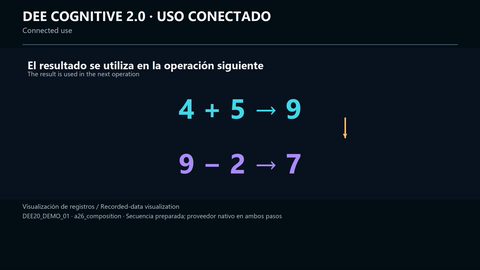 DEE COGNITIVE 2.0 · USO CONECTADO
Connected use
El resultado se utiliza en la operación siguiente
The result is used in the next operation
4 + 5 → 9
9 − 2 → 7
Visualización de registros / Recorded-data visualization
DEE20_DEMO_01 · a26_composition · Secuencia preparada; proveedor nativo en ambos pasos